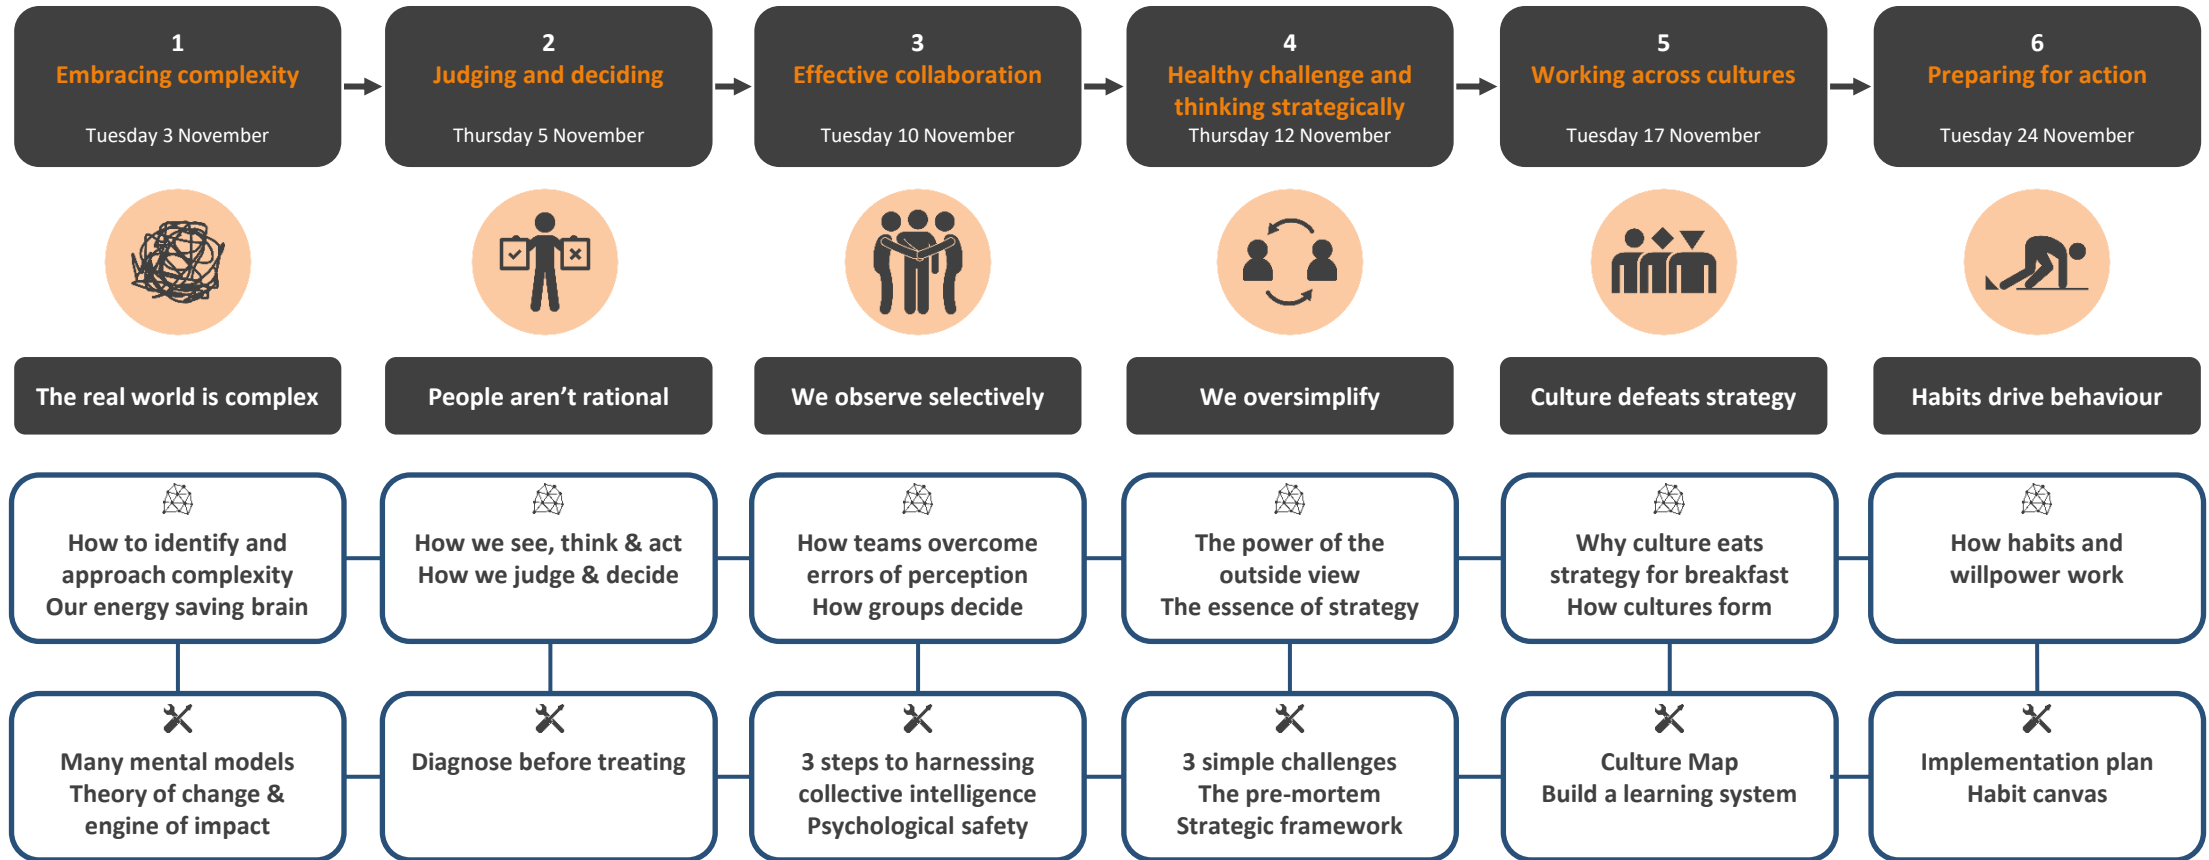 1
Embracing complexity
Tuesday 3 November
2
Judging and deciding
Thursday 5 November
3
Effective collaboration
Tuesday 10 November
4
Healthy challenge and
thinking strategically
Thursday 12 November
5
Working across cultures
Tuesday 17 November
6
Preparing for action
Tuesday 24 November
The real world is complex
People aren’t rational
We observe selectively
We oversimplify
Culture defeats strategy
Habits drive behaviour
How to identify and
approach complexity
Our energy saving brain
How we see, think & act
How we judge & decide
How teams overcome
errors of perception
How groups decide
The power of the
outside view
The essence of strategy
Why culture eats
strategy for breakfast
How cultures form
How habits and
willpower work
Many mental models
Theory of change &
engine of impact
Diagnose before treating
3 steps to harnessing
collective intelligence
Psychological safety
3 simple challenges
The pre-mortem
Strategic framework
Culture Map
Build a learning system
Implementation plan
Habit canvas